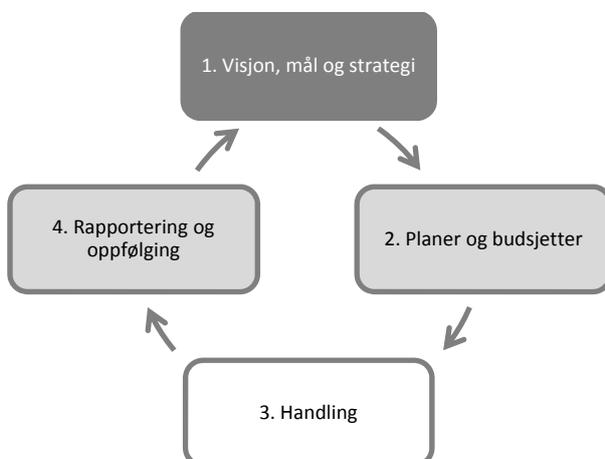 1. Visjon, mål og strategi
2. Planer og budsjetter
3. Handling
4. Rapportering og
oppfølging